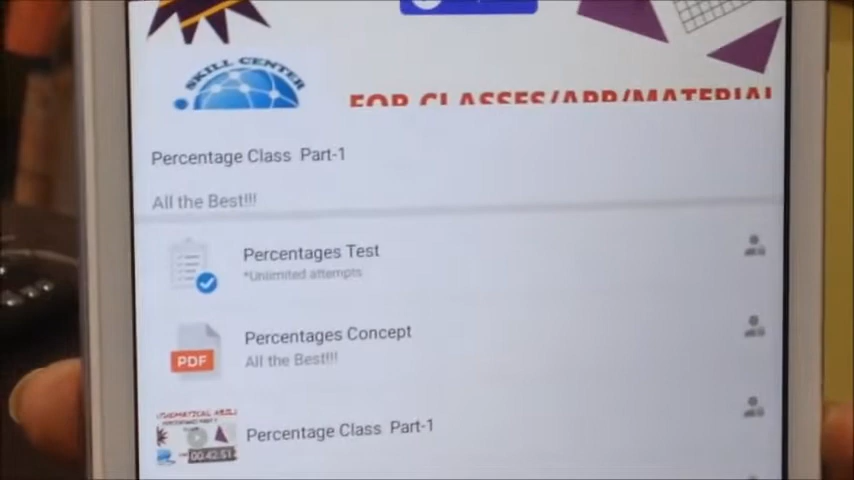 SKILL CENTER
FOR CLASSES/APP/MATERIAL
Percentage Class Part-1
All the Best!!!
Percentages Test
*Unlimited attempts
Percentages Concept
PDF
All the Best!!!
Percentage Class Part-1
00:42:51